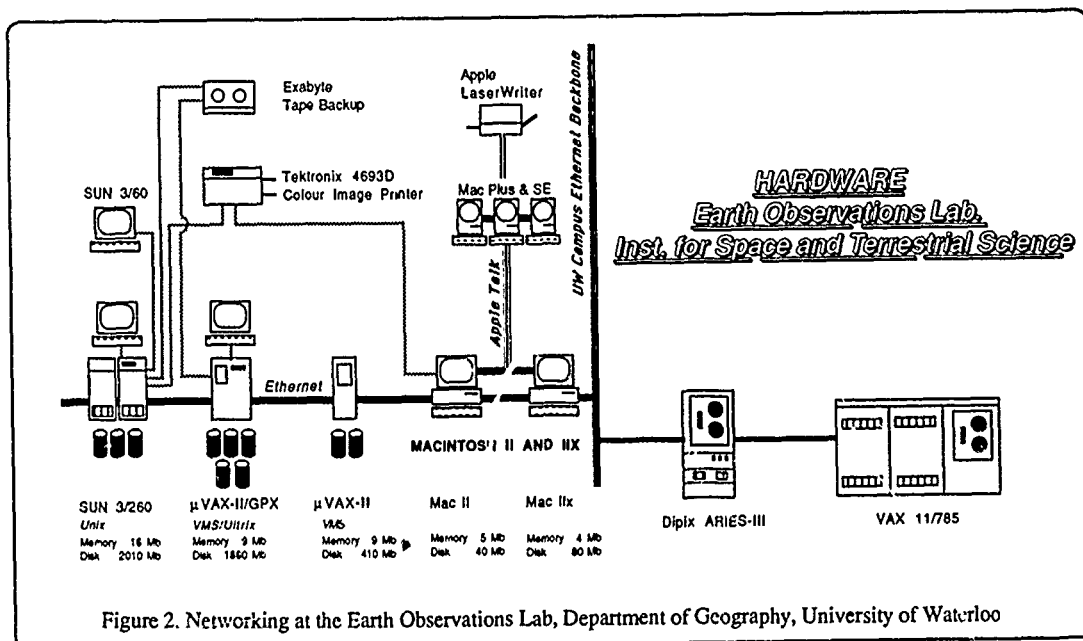 Exabyte
Tape Backup
Apple
LaserWriter
UW Campus Ethernet Backbone
Tektronix 4693D
Colour Image Printer
SUN 3/60
Mac Plus & SE
HARDWARE
Earth Observations Lab.
Inst. for Space and Terrestrial Science
Apple Talk
Ethernet
MACINTOSH II AND IIX
SUN 3/260
Unix
Memory 16 Mb
Disk 2010 Mb
µVAX-II/GPX
VMS/Ultrix
Memory 9 Mb
Disk 1860 Mb
µVAX-II
VMS
Memory 9 Mb
Disk 410 Mb
Mac II
Memory 5 Mb
Disk 40 Mb
Mac IIx
Memory 4 Mb
Disk 80 Mb
Dipix ARIES-III
VAX 11/785
Figure 2. Networking at the Earth Observations Lab, Department of Geography, University of Waterloo